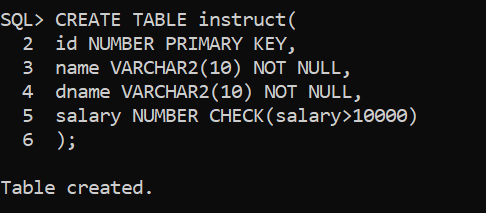 SQL> CREATE TABLE instruct(
  2  id NUMBER PRIMARY KEY,
  3  name VARCHAR2(10) NOT NULL,
  4  dname VARCHAR2(10) NOT NULL,
  5  salary NUMBER CHECK(salary>10000)
  6  );
Table created.